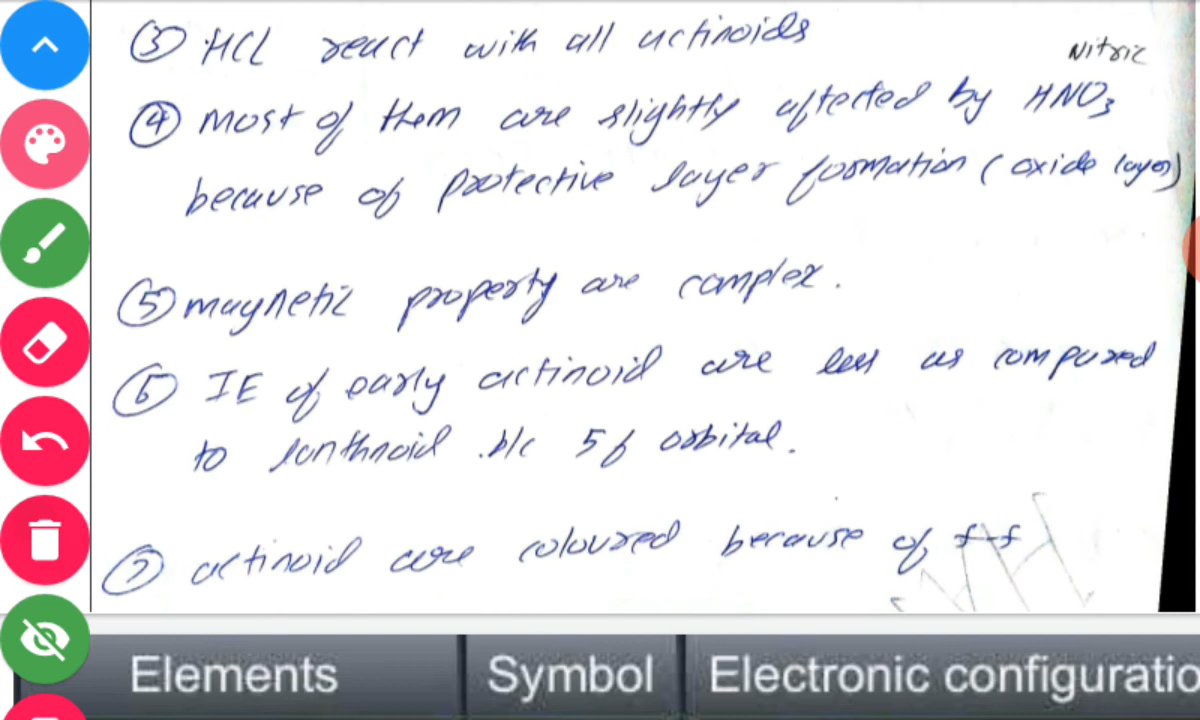 ③ HCl react with all actinoids
Nitric
④ most of them are slightly affected by HNO3
because of protective layer formation (oxide layer)
⑤ magnetic property are complex.
⑥ IE of early actinoid are less as compared
to lanthnoid b/c 5f orbital.
⑦ actinoid are coloured because of f-f
Elements Symbol Electronic configuratio